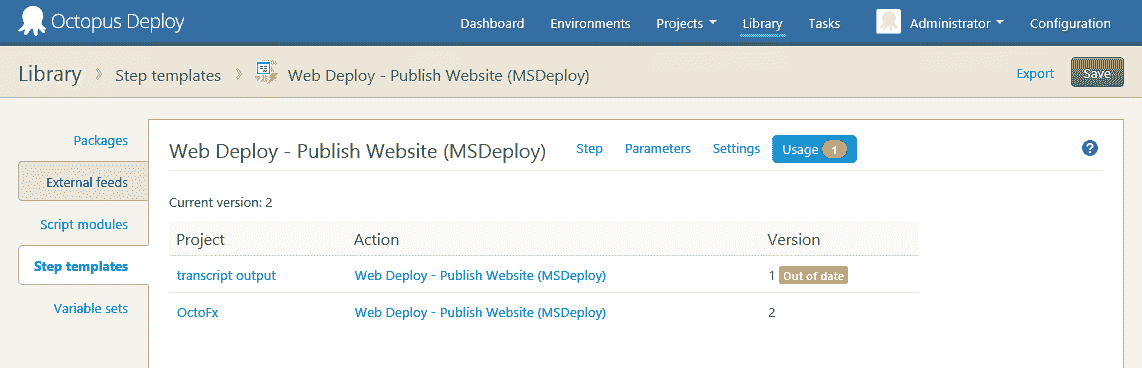 Octopus Deploy Dashboard Environments Projects Library Tasks Administrator Configuration
Library Step templates Web Deploy - Publish Website (MSDeploy) Export Save
Packages
External feeds
Script modules
Step templates
Variable sets
Web Deploy - Publish Website (MSDeploy) Step Parameters Settings Usage 1 ?
Current version: 2
Project Action Version
transcript output Web Deploy - Publish Website (MSDeploy) 1 Out of date
OctoFx Web Deploy - Publish Website (MSDeploy) 2